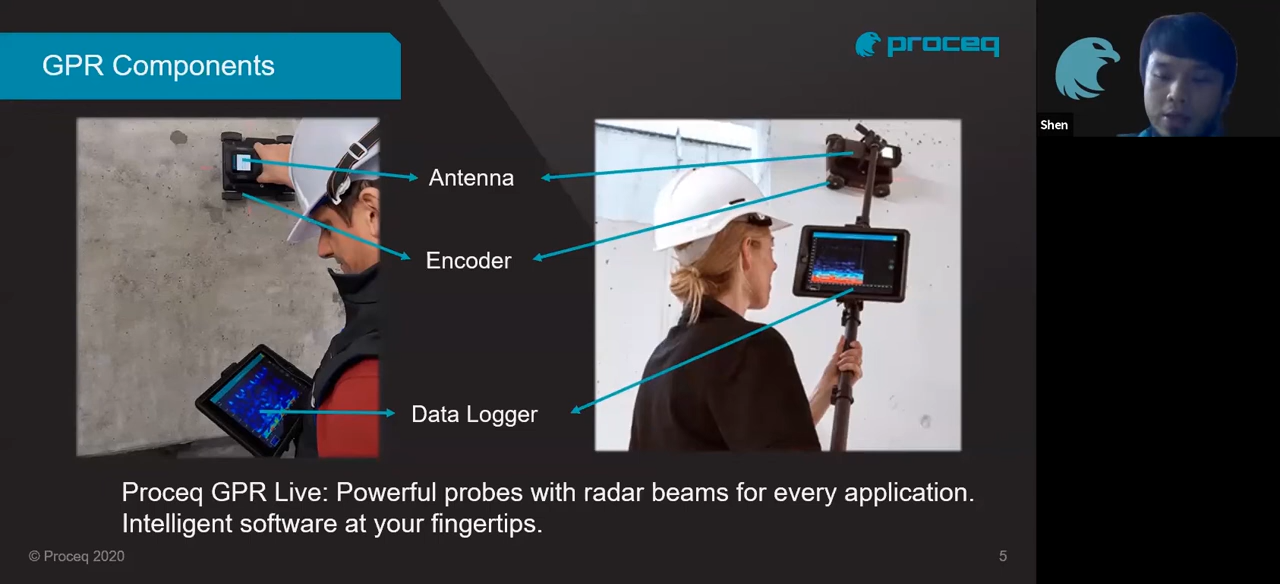 GPR Components
proceq
Shen
Antenna
Encoder
Data Logger
Proceq GPR Live: Powerful probes with radar beams for every application.
Intelligent software at your fingertips.
© Proceq 2020
5